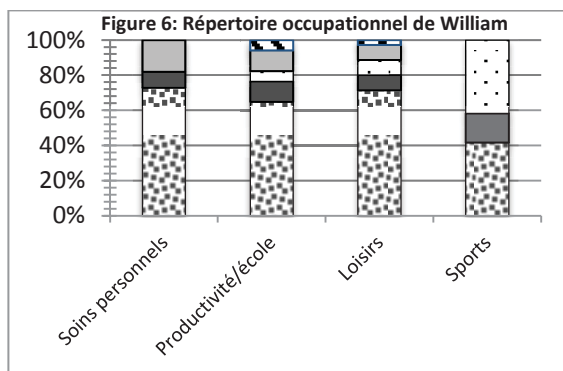 Figure 6: Répertoire occupationnel de William
100%
80%
60%
40%
20%
0%
Soins personnels
Productivité/école
Loisirs
Sports